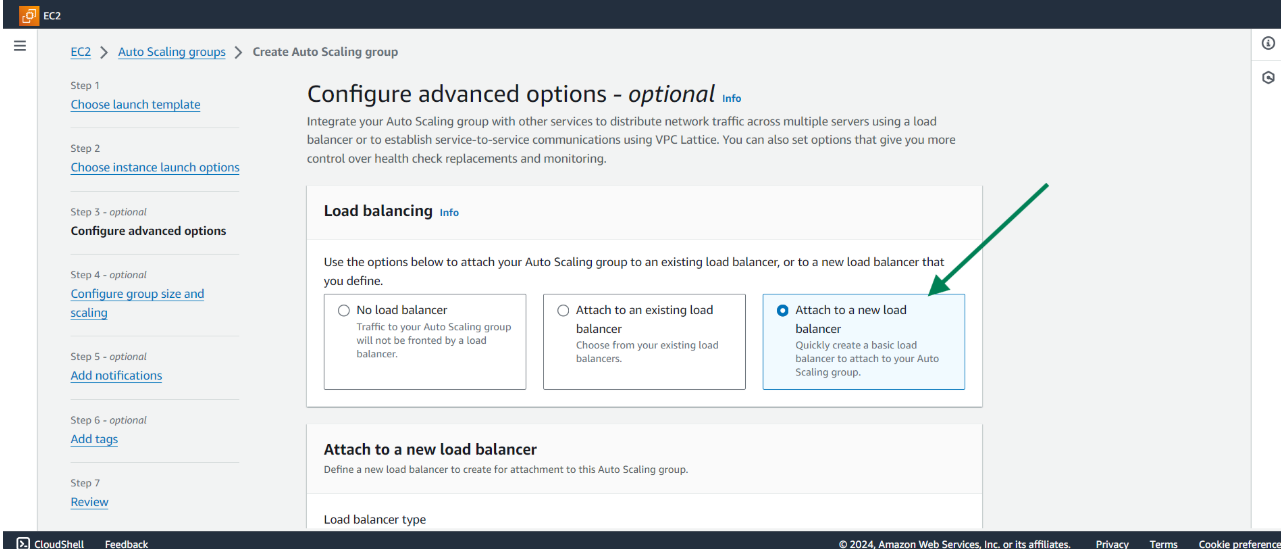 EC2
EC2 > Auto Scaling groups > Create Auto Scaling group
Step 1
Choose launch template
Step 2
Choose instance launch options
Step 3 - optional
Configure advanced options
Step 4 - optional
Configure group size and
scaling
Step 5 - optional
Add notifications
Step 6 - optional
Add tags
Step 7
Review
Configure advanced options - optional Info
Integrate your Auto Scaling group with other services to distribute network traffic across multiple servers using a load
balancer or to establish service-to-service communications using VPC Lattice. You can also set options that give you more
control over health check replacements and monitoring.
Load balancing Info
Use the options below to attach your Auto Scaling group to an existing load balancer, or to a new load balancer that
you define.
No load balancer
Traffic to your Auto Scaling group
will not be fronted by a load
balancer.
Attach to an existing load
balancer
Choose from your existing load
balancers.
Attach to a new load
balancer
Quickly create a basic load
balancer to attach to your Auto
Scaling group.
Attach to a new load balancer
Define a new load balancer to create for attachment to this Auto Scaling group.
Load balancer type
CloudShell Feedback © 2024, Amazon Web Services, Inc. or its affiliates. Privacy Terms Cookie preference